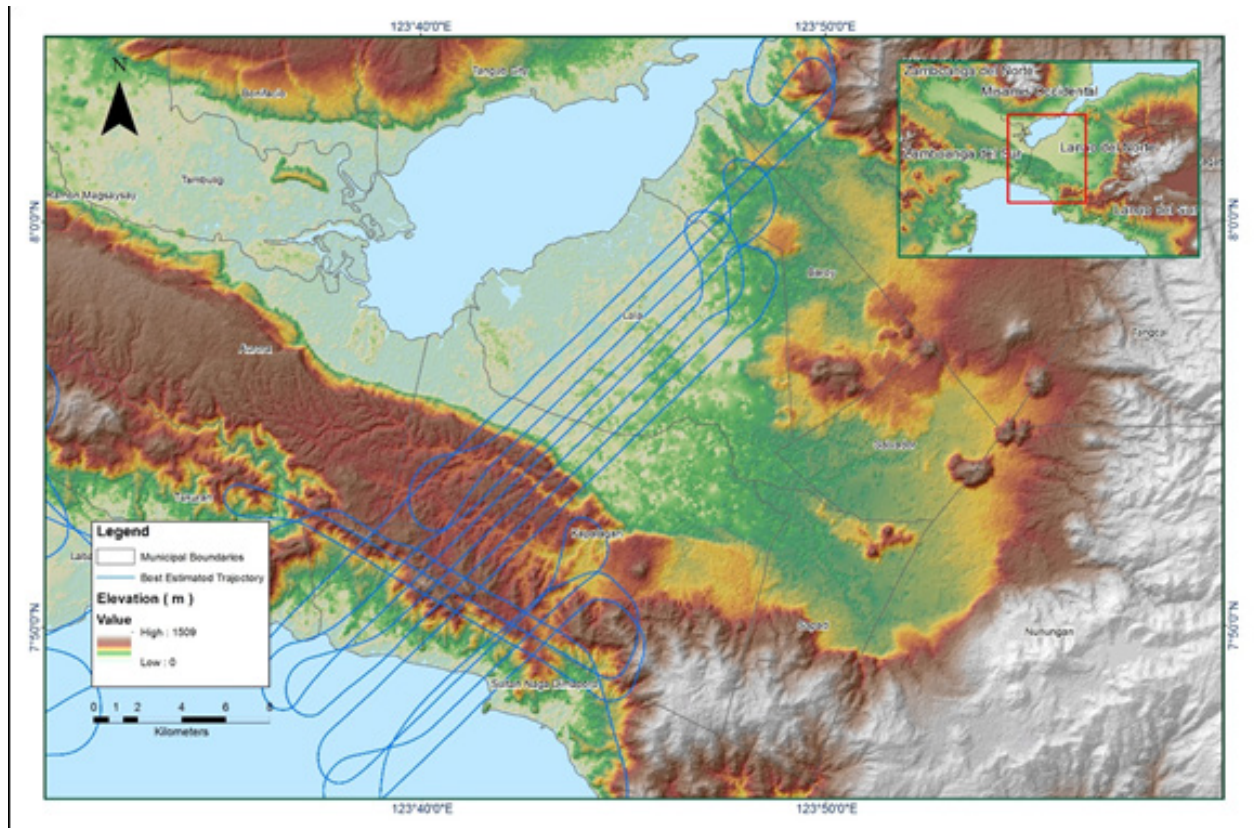 123°40'0"E
123°50'0"E
N
Tangub city
Bonifacio
Zamboanga del Norte
Misamis Occidental
Lanao del Norte
Zamboanga del Sur
Lanao del Sur
Tambulig
Ramon Magsaysay
8°0'0"N
8°0'0"N
Baroy
Lala
Tangcal
Aurora
Salvador
Tukuran
Kapatagan
Legend
Municipal Boundaries
Best Estimated Trajectory
Elevation ( m )
Value
High : 1509
Low : 0
7°50'0"N
7°50'0"N
Sapad
Nunungan
Sultan Naga Dimaporo
0 1 2 4 6 8
Kilometers
123°40'0"E
123°50'0"E